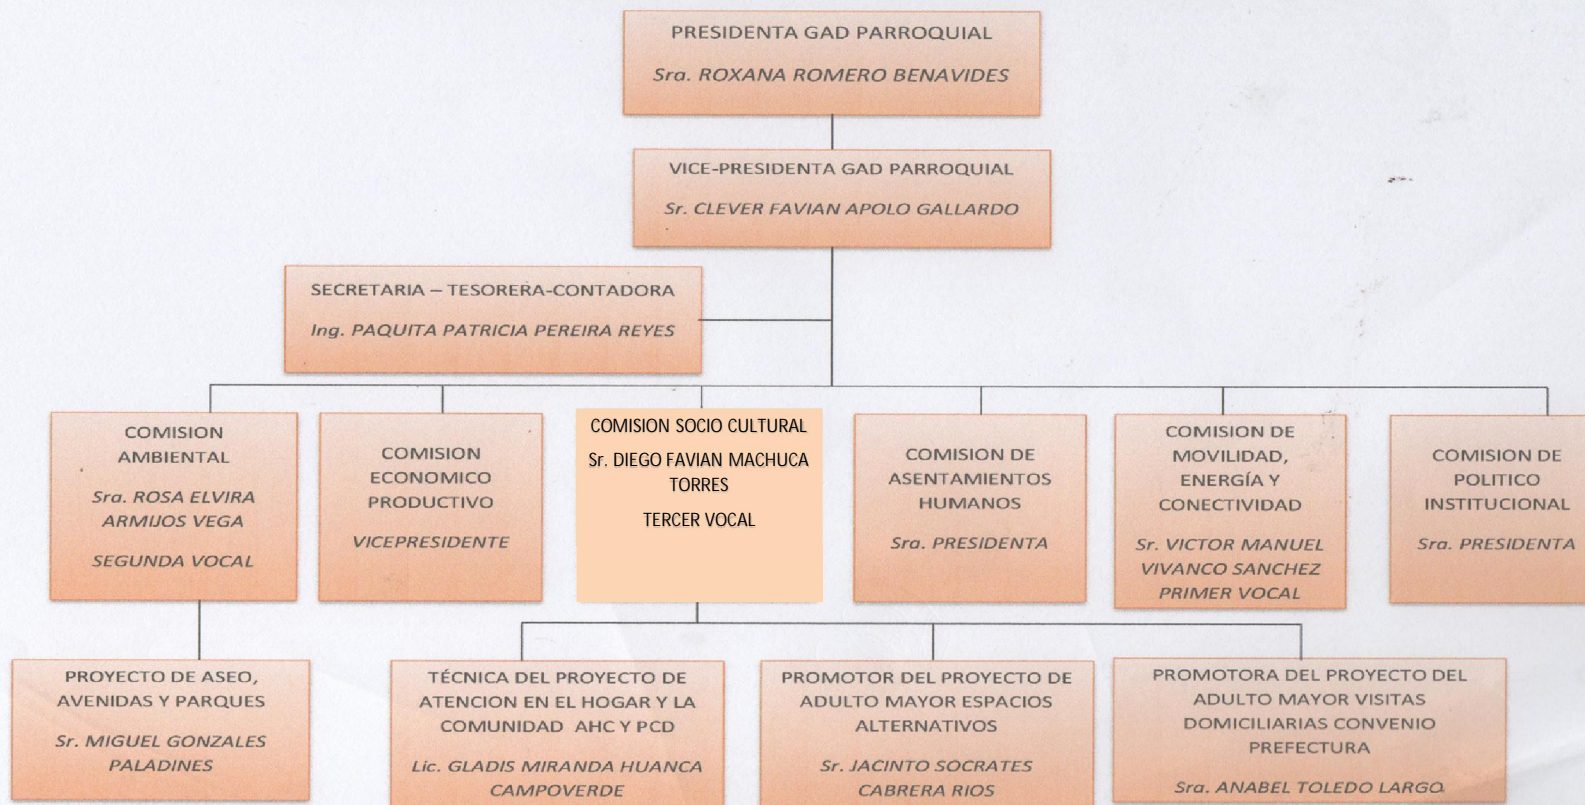 PRESIDENTA GAD PARROQUIAL
Sra. ROXANA ROMERO BENAVIDES
VICE-PRESIDENTA GAD PARROQUIAL
Sr. CLEVER FAVIAN APOLO GALLARDO
SECRETARIA – TESORERA-CONTADORA
Ing. PAQUITA PATRICIA PEREIRA REYES
COMISION
AMBIENTAL
Sra. ROSA ELVIRA
ARMIJOS VEGA
SEGUNDA VOCAL
COMISION
ECONOMICO
PRODUCTIVO
VICEPRESIDENTE
COMISION SOCIO CULTURAL
Sr. DIEGO FAVIAN MACHUCA
TORRES
TERCER VOCAL
COMISION DE
ASENTAMIENTOS
HUMANOS
Sra. PRESIDENTA
COMISION DE
MOVILIDAD,
ENERGÍA Y
CONECTIVIDAD
Sr. VICTOR MANUEL
VIVANCO SANCHEZ
PRIMER VOCAL
COMISION DE
POLITICO
INSTITUCIONAL
Sra. PRESIDENTA
PROYECTO DE ASEO,
AVENIDAS Y PARQUES
Sr. MIGUEL GONZALES
PALADINES
TÉCNICA DEL PROYECTO DE
ATENCION EN EL HOGAR Y LA
COMUNIDAD AHC Y PCD
Lic. GLADIS MIRANDA HUANCA
CAMPOVERDE
PROMOTOR DEL PROYECTO DE
ADULTO MAYOR ESPACIOS
ALTERNATIVOS
Sr. JACINTO SOCRATES
CABRERA RIOS
PROMOTORA DEL PROYECTO DEL
ADULTO MAYOR VISITAS
DOMICILIARIAS CONVENIO
PREFECTURA
Sra. ANABEL TOLEDO LARGO